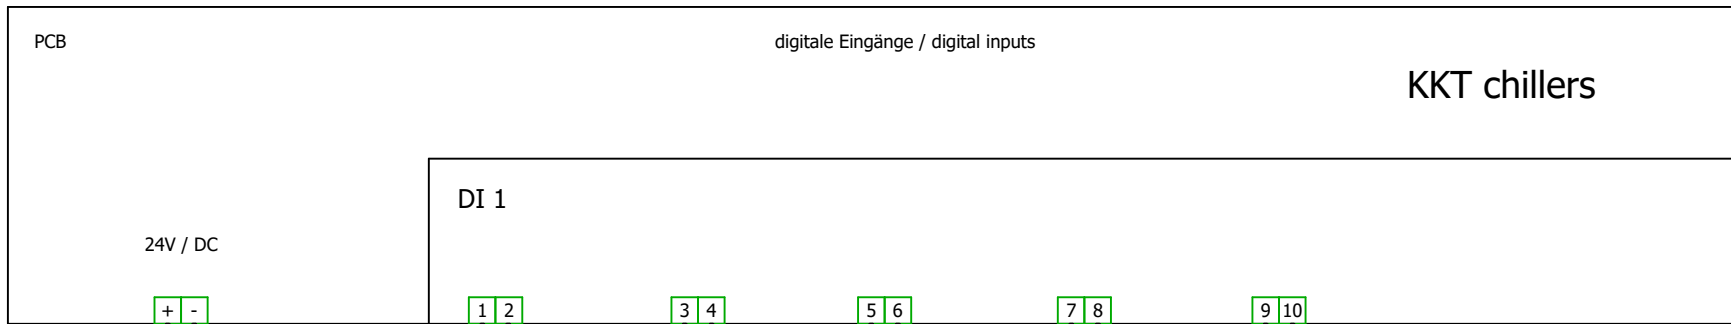 PCB
digitale Eingänge / digital inputs
KKT chillers
DI 1
24V / DC
+ - 1 2 3 4 5 6 7 8 9 10